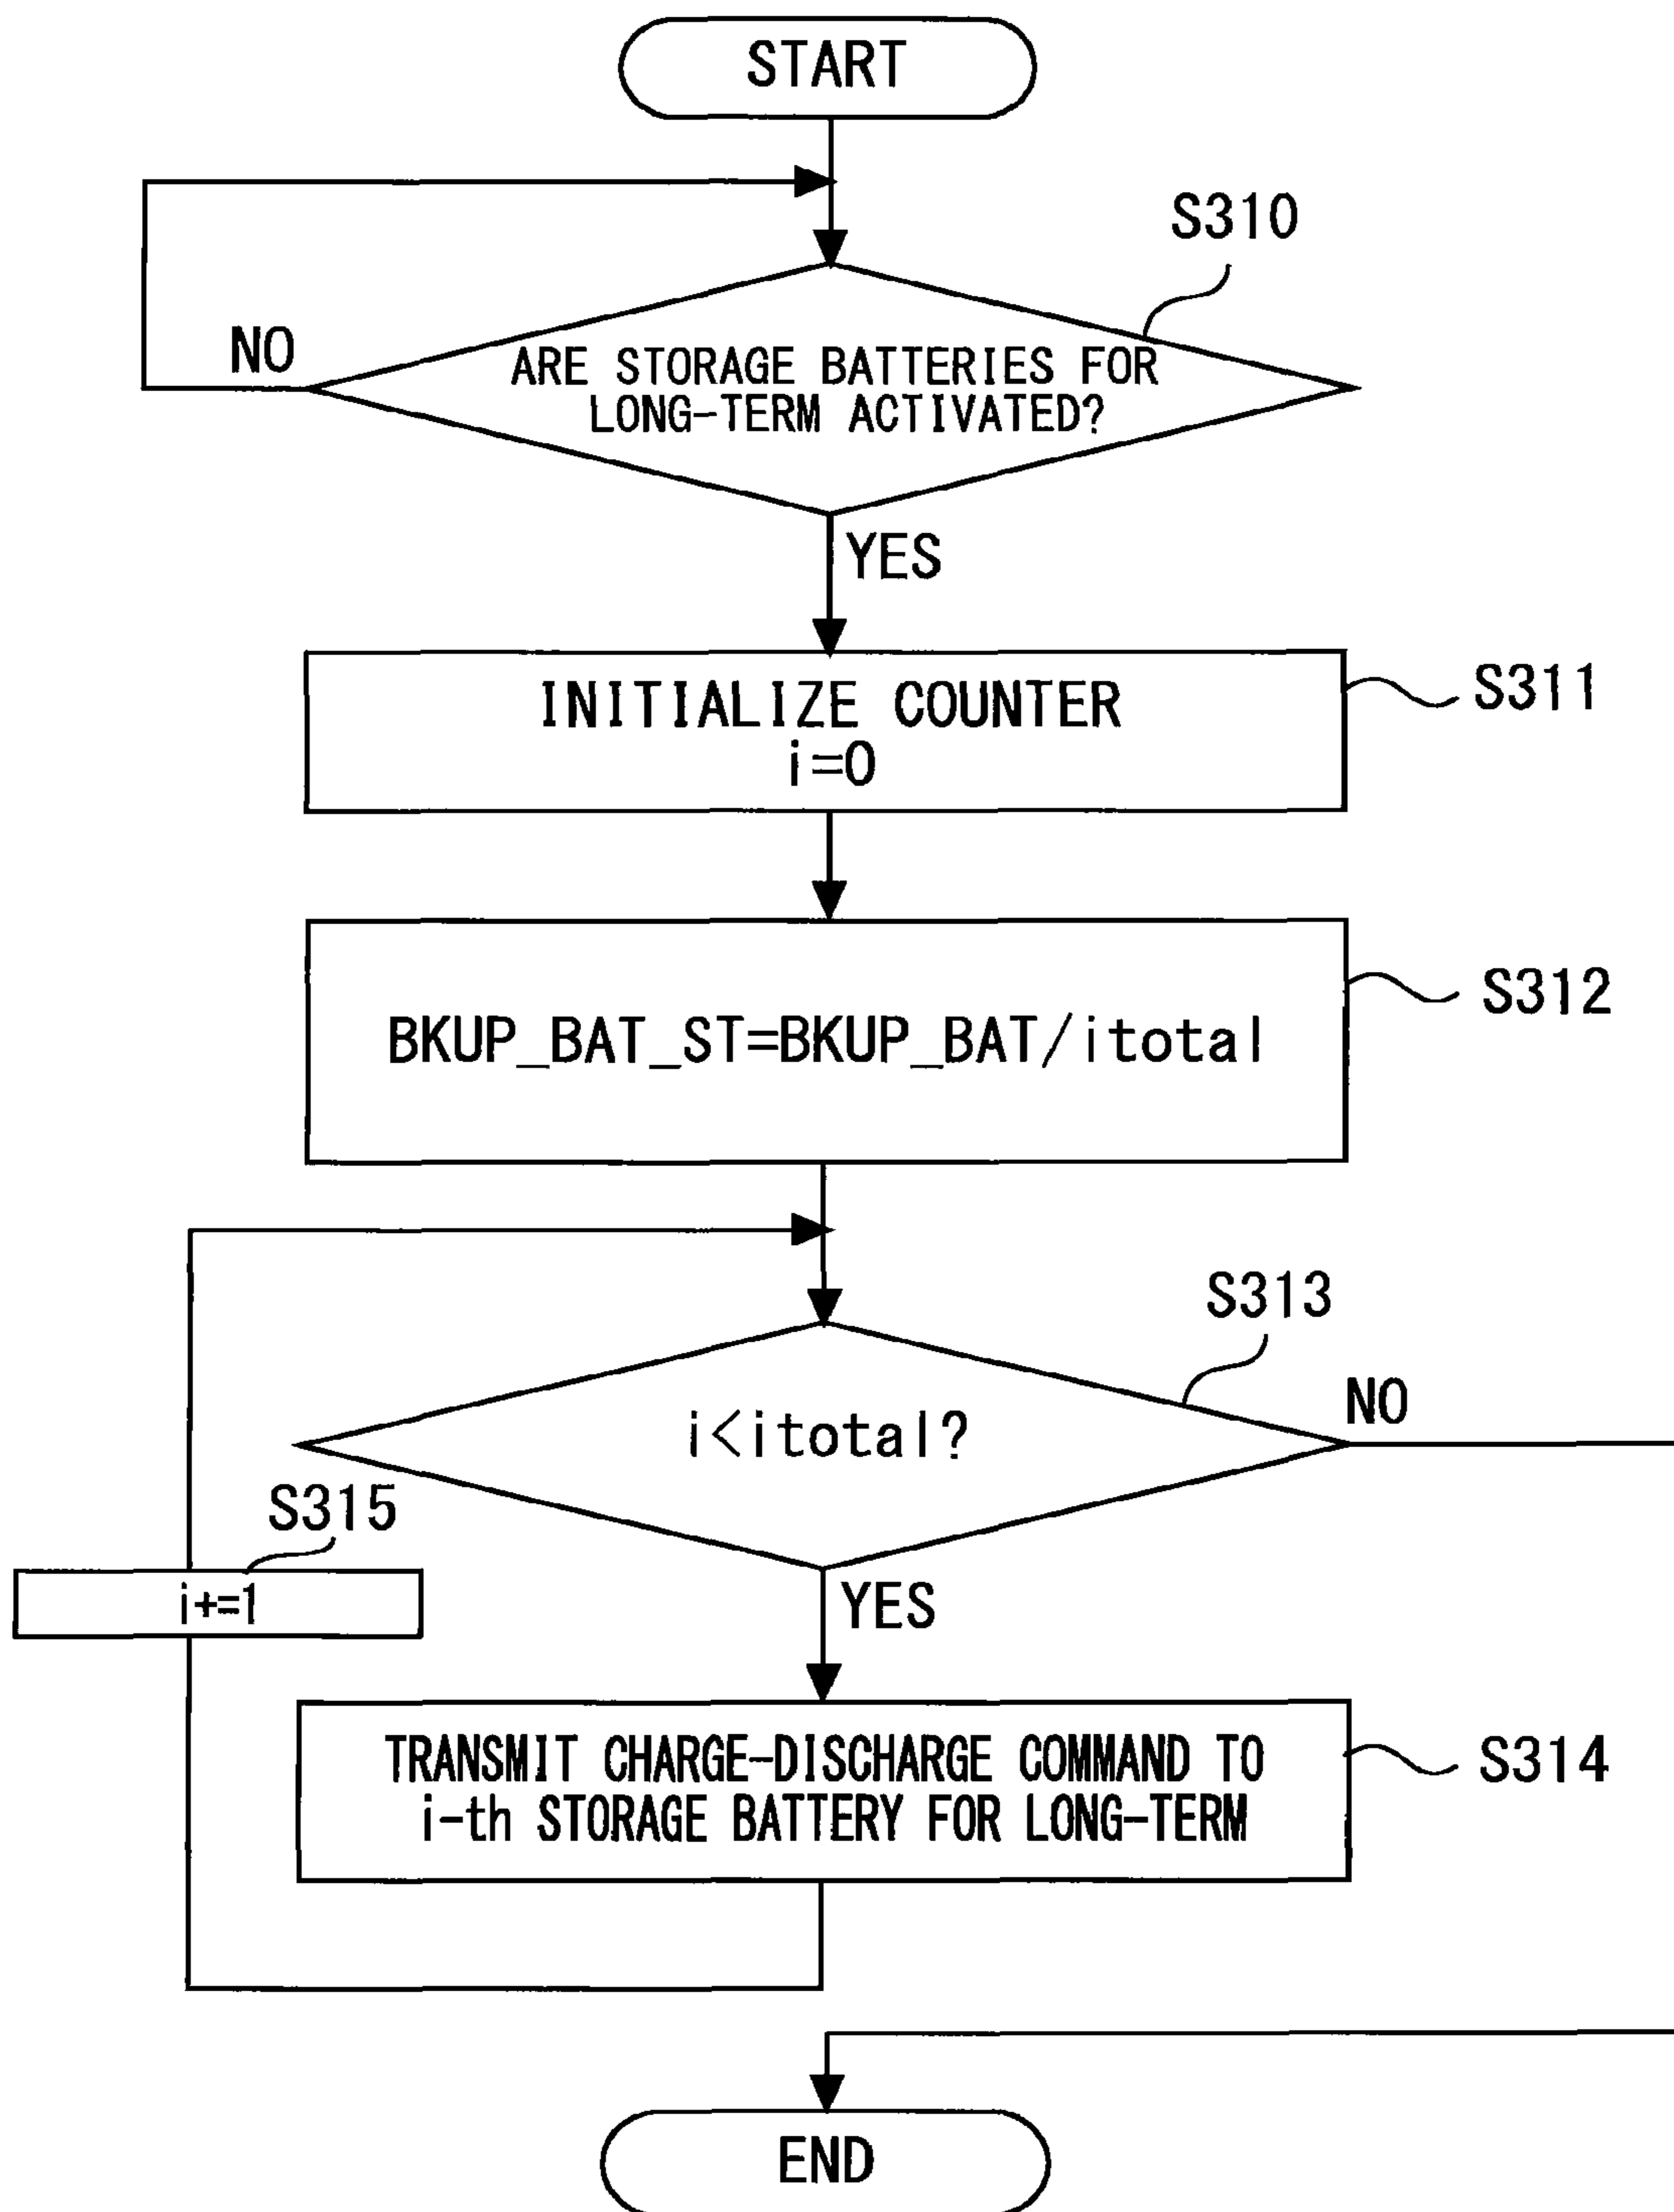 START
S310
NO
ARE STORAGE BATTERIES FOR
LONG-TERM ACTIVATED?
YES
INITIALIZE COUNTER
i=0
S311
BKUP_BAT_ST=BKUP_BAT/itotal
S312
S313
NO
i<itotal?
S315
i+=1
YES
TRANSMIT CHARGE-DISCHARGE COMMAND TO
i-th STORAGE BATTERY FOR LONG-TERM
S314
END